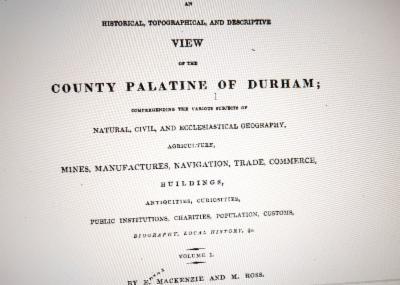 AN
HISTORICAL, TOPOGRAPHICAL, AND DESCRIPTIVE
VIEW
OF THE
COUNTY PALATINE OF DURHAM;
COMPREHENDING THE VARIOUS SUBJECTS OF
NATURAL, CIVIL, AND ECCLESIASTICAL GEOGRAPHY,
AGRICULTURE,
MINES, MANUFACTURES, NAVIGATION, TRADE, COMMERCE,
BUILDINGS,
ANTIQUITIES, CURIOSITIES,
PUBLIC INSTITUTIONS, CHARITIES, POPULATION, CUSTOMS,
BIOGRAPHY, LOCAL HISTORY, &c.
VOLUME I.
BY E. MACKENZIE AND M. ROSS.